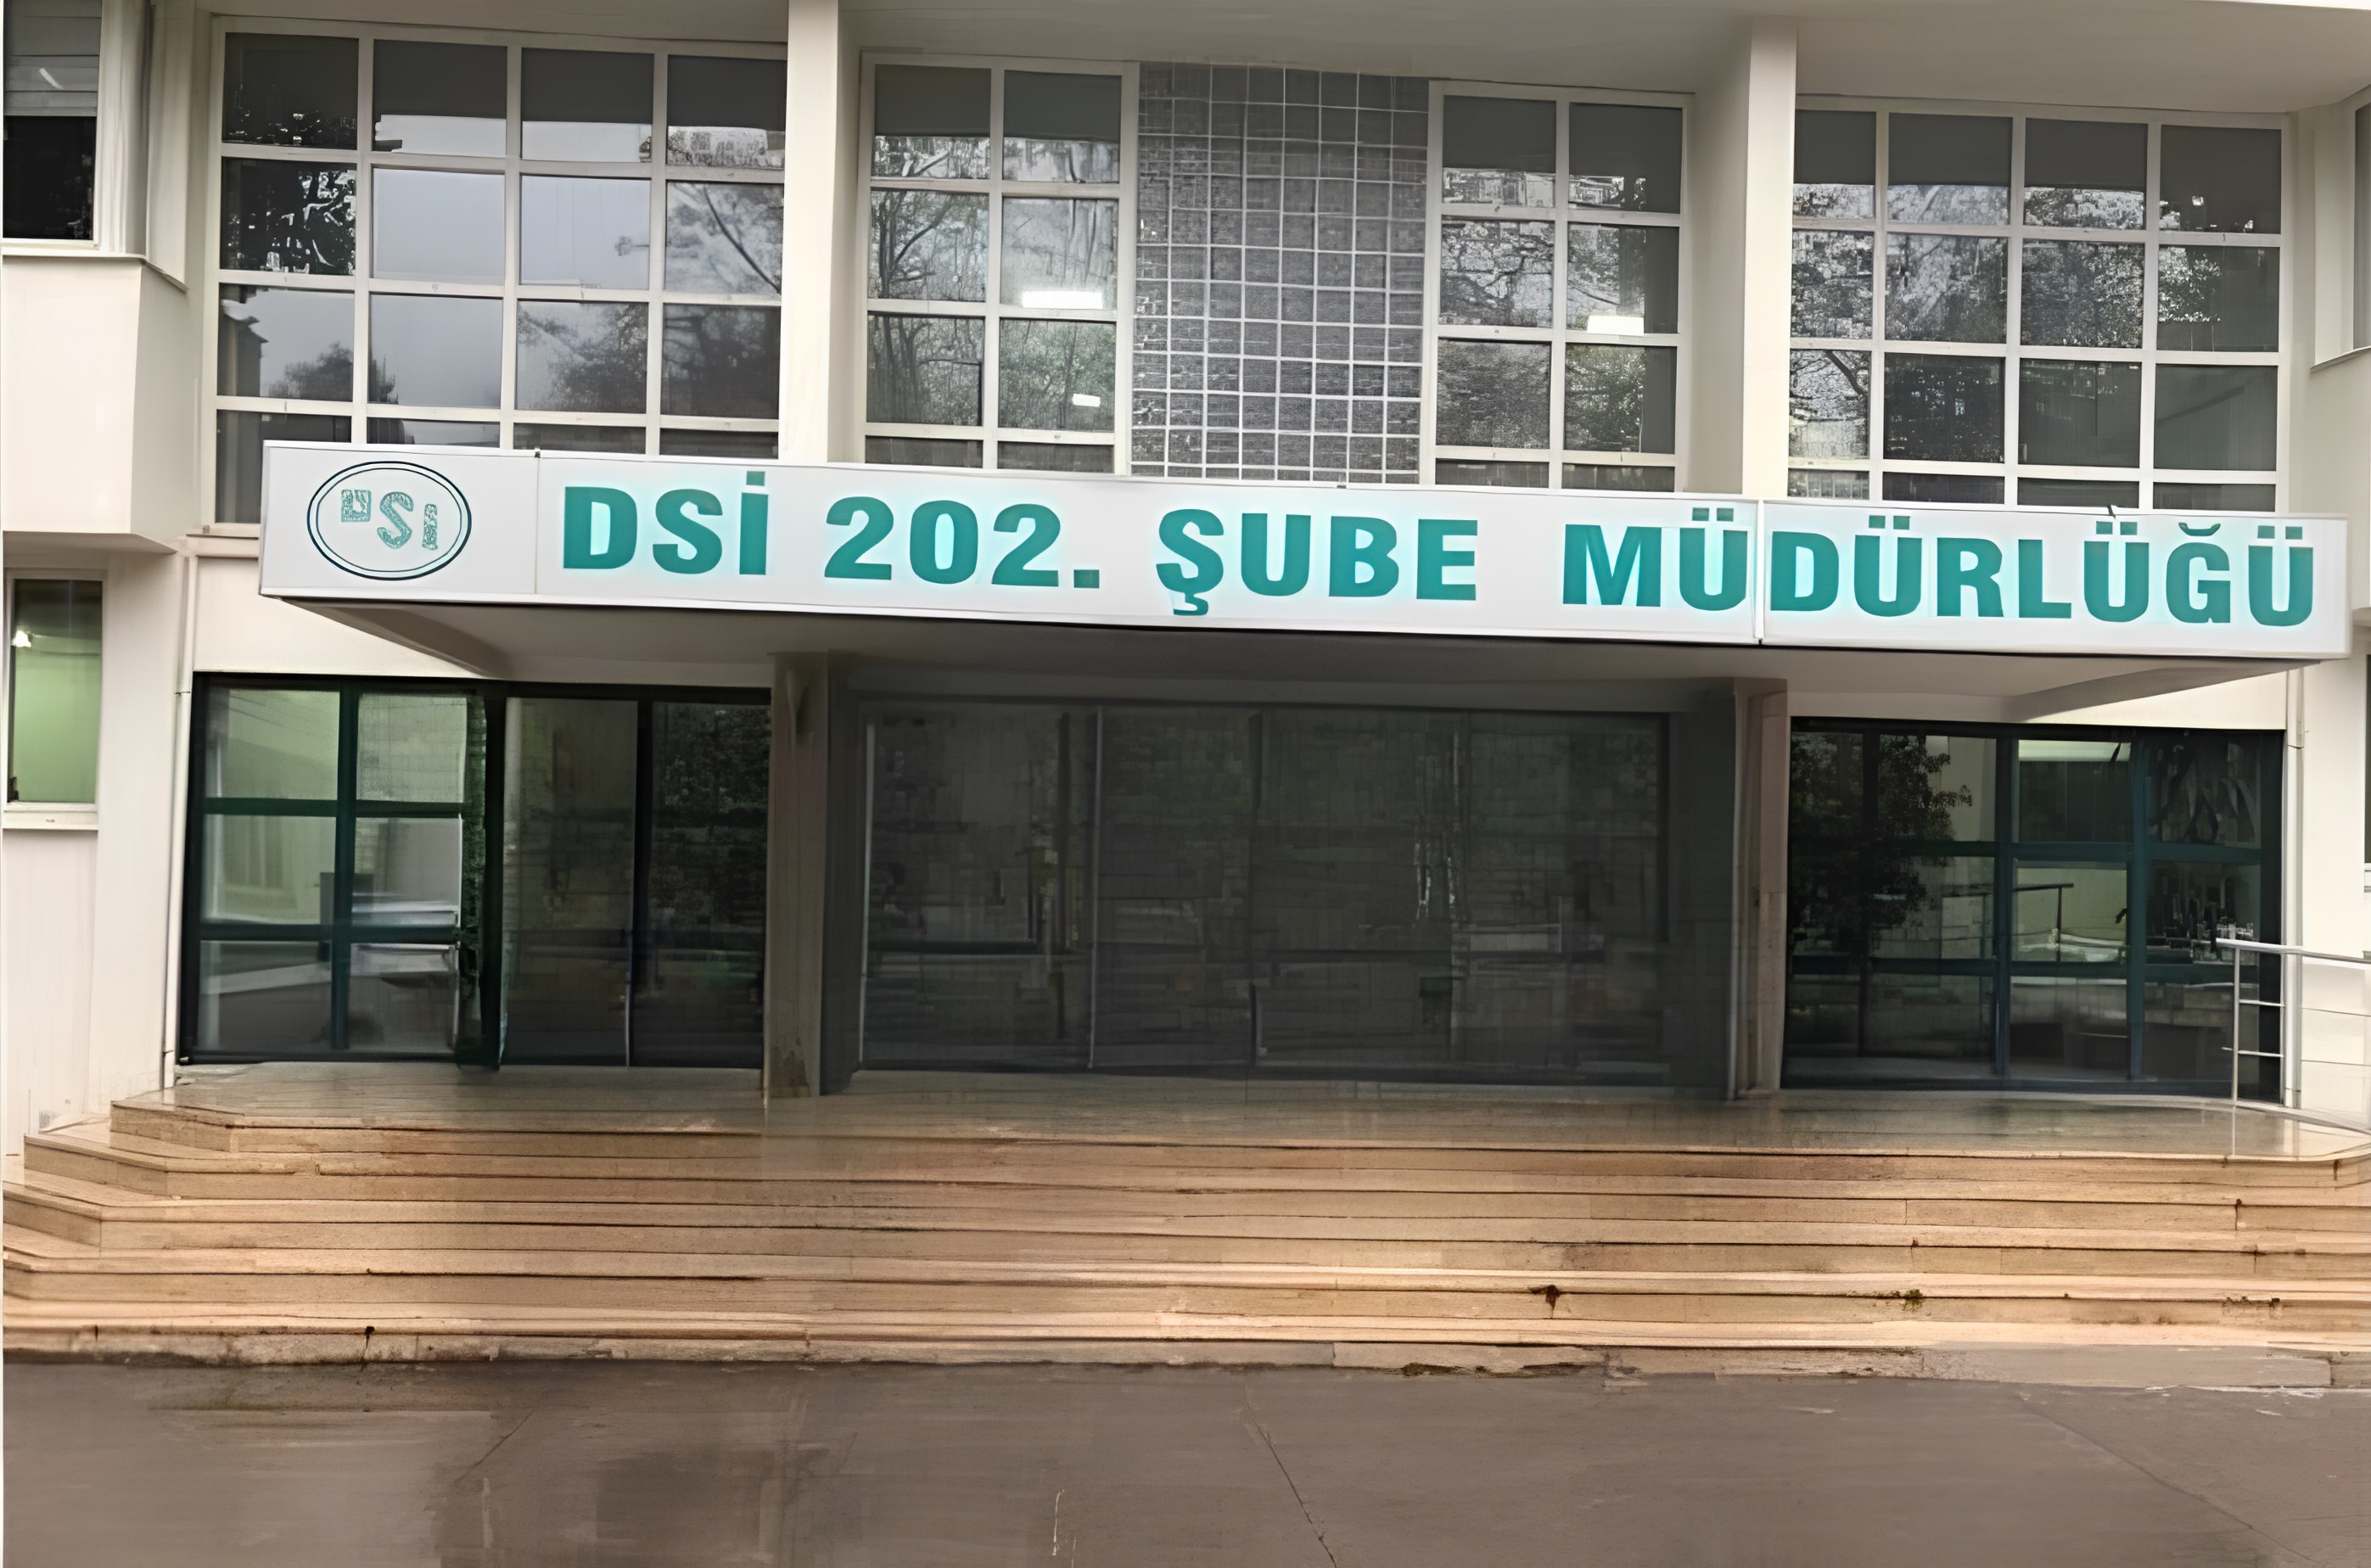 DSİ
DSİ 202. ŞUBE MÜDÜRLÜĞÜ